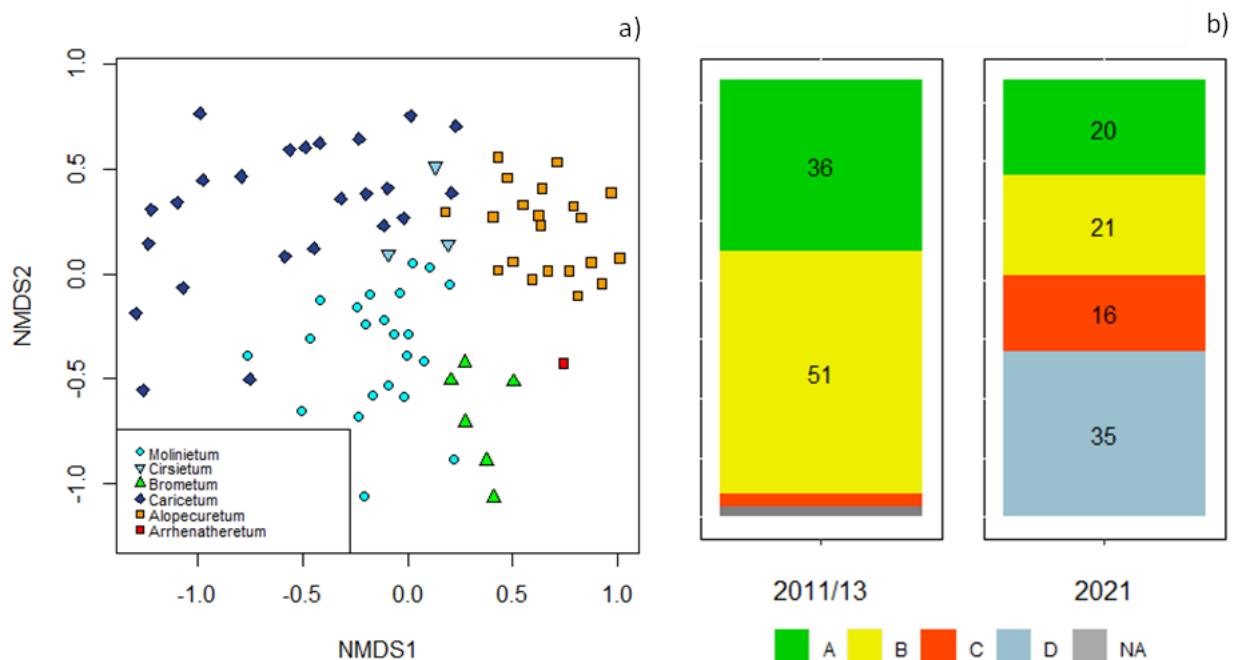 a)
NMDS2
1.0
0.5
0.0
-0.5
-1.0
Molinietum
Cirsietum
Brometum
Caricetum
Alopecuretum
Arrhenatheretum
-1.0 -0.5 0.0 0.5 1.0
NMDS1
b)
36
51
2011/13
20
21
16
35
2021
A B C D NA